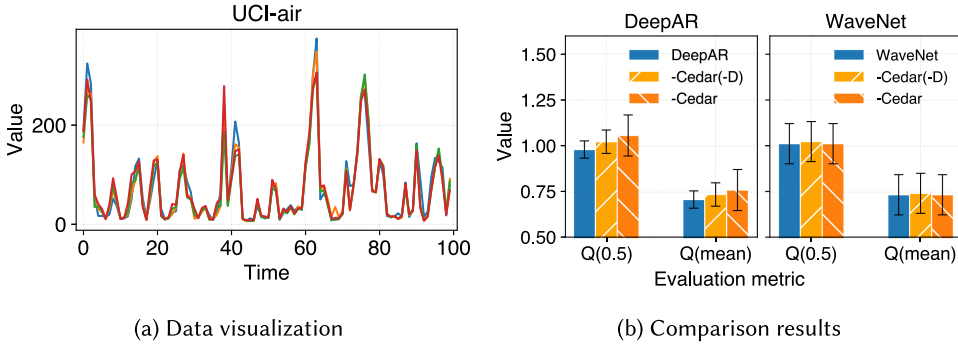 UCI-air
Value
200
0
0
20
40
60
80
100
Time
(a) Data visualization
DeepAR
WaveNet
Value
1.50
1.25
1.00
0.75
0.50
DeepAR
-Cedar(-D)
-Cedar
WaveNet
-Cedar(-D)
-Cedar
Q(0.5)
Q(mean)
Q(0.5)
Q(mean)
Evaluation metric
(b) Comparison results